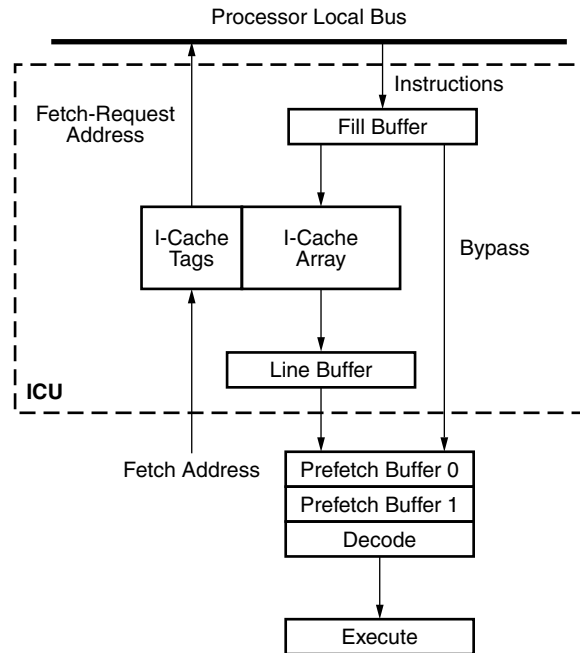 Processor Local Bus
Instructions
Fetch-Request
Address
Fill Buffer
I-Cache
Tags
I-Cache
Array
Bypass
Line Buffer
ICU
Fetch Address
Prefetch Buffer 0
Prefetch Buffer 1
Decode
Execute